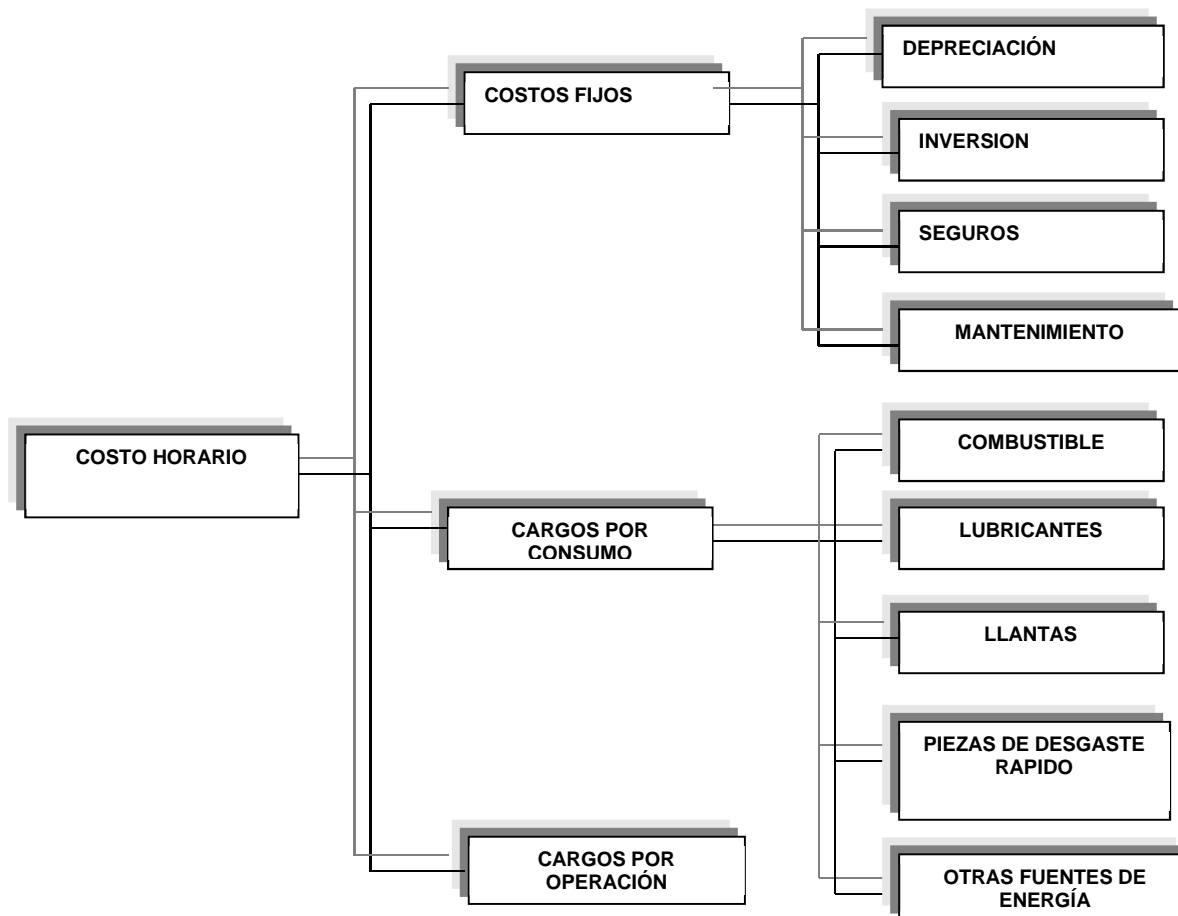 DEPRECIACIÓN
COSTOS FIJOS
INVERSION
SEGUROS
MANTENIMIENTO
COSTO HORARIO
COMBUSTIBLE
CARGOS POR
CONSUMO
LUBRICANTES
LLANTAS
PIEZAS DE DESGASTE
RAPIDO
CARGOS POR
OPERACIÓN
OTRAS FUENTES DE
ENERGÍA